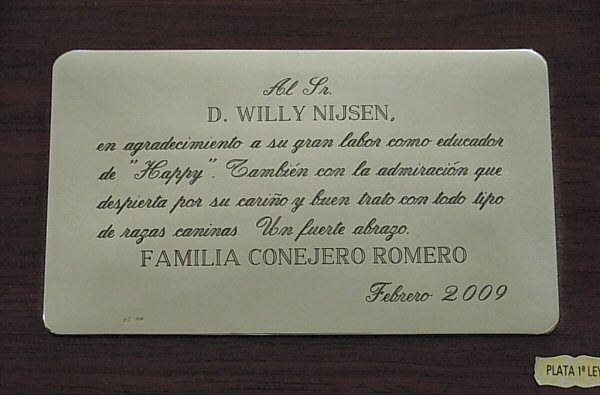 Al Sr.
D. WILLY NIJSEN,
en agradecimiento a su gran labor como educador
de "Happy". También con la admiración que
despierta por su cariño y buen trato con todo tipo
de razas caninas Un fuerte abrazo.
FAMILIA CONEJERO ROMERO
Febrero 2009
PLATA 1ª LEY